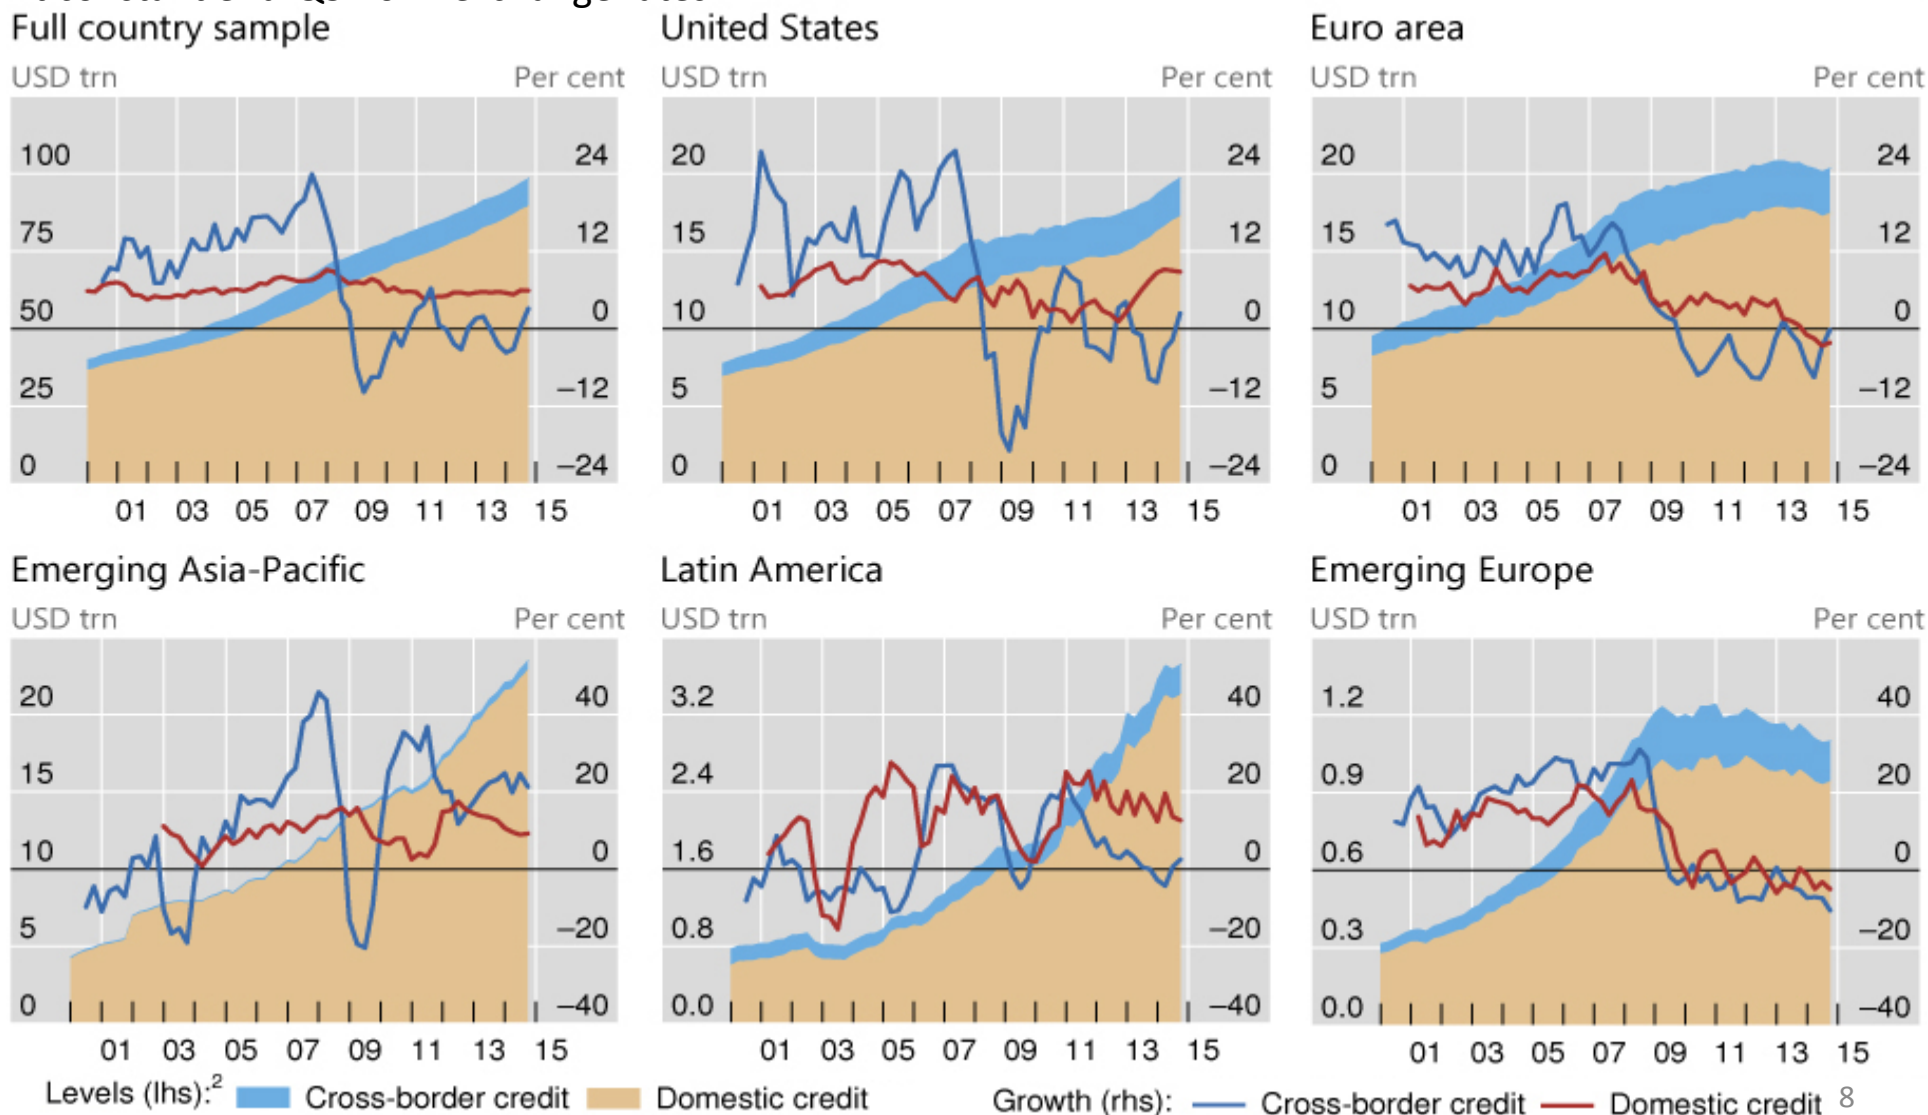 Full country sample
USD trn Per cent
100 24
75 12
50 0
25 −12
0 −24
01 03 05 07 09 11 13 15
United States
USD trn Per cent
20 24
15 12
10 0
5 −12
0 −24
01 03 05 07 09 11 13 15
Euro area
USD trn Per cent
20 24
15 12
10 0
5 −12
0 −24
01 03 05 07 09 11 13 15
Emerging Asia-Pacific
USD trn Per cent
20 40
15 20
10 0
5 −20
0 −40
01 03 05 07 09 11 13 15
Latin America
USD trn Per cent
3.2 40
2.4 20
1.6 0
0.8 −20
0.0 −40
01 03 05 07 09 11 13 15
Emerging Europe
USD trn Per cent
1.2 40
0.9 20
0.6 0
0.3 −20
0.0 −40
01 03 05 07 09 11 13 15
Levels (lhs):² Cross-border credit Domestic credit Growth (rhs): Cross-border credit Domestic credit
8